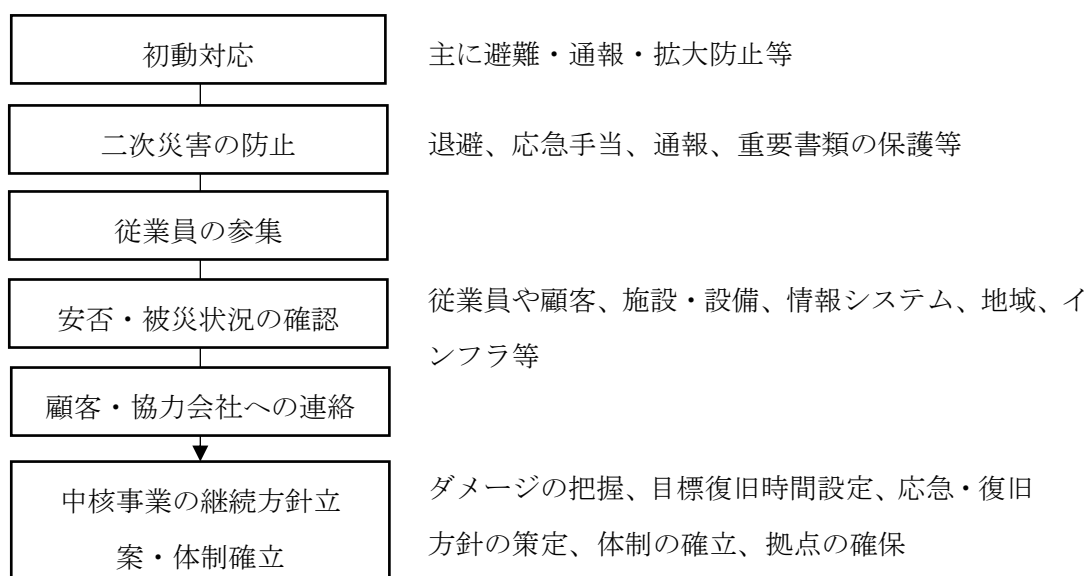 初動対応
主に避難・通報・拡大防止等
二次災害の防止
退避、応急手当、通報、重要書類の保護等
従業員の参集
安否・被災状況の確認
従業員や顧客、施設・設備、情報システム、地域、イ
ンフラ等
顧客・協力会社への連絡
中核事業の継続方針立
案・体制確立
ダメージの把握、目標復旧時間設定、応急・復旧
方針の策定、体制の確立、拠点の確保